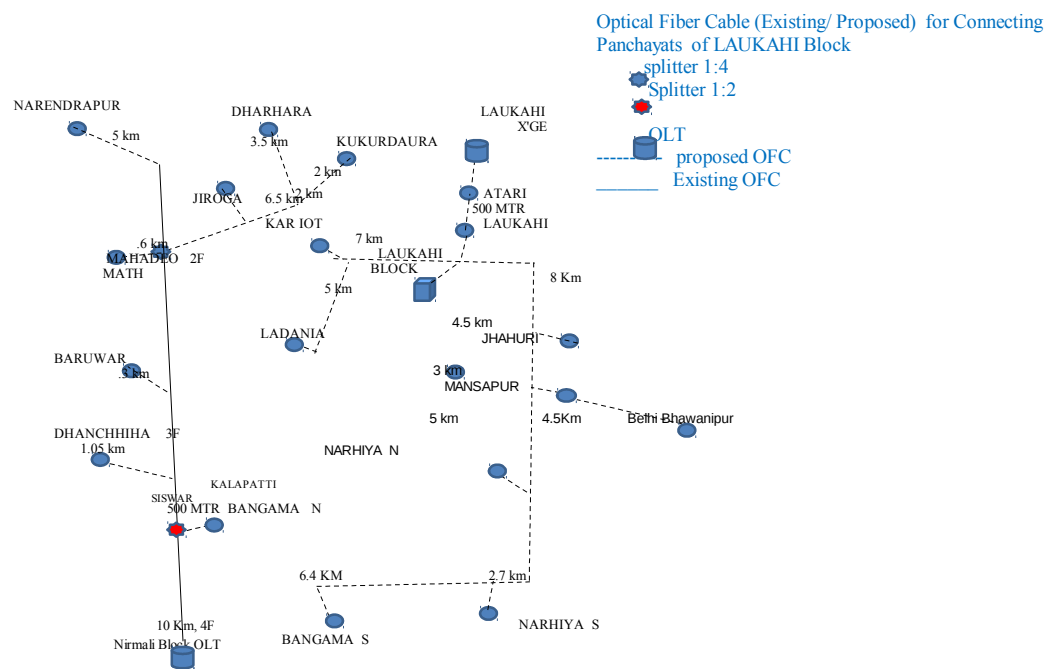 Optical Fiber Cable (Existing/ Proposed) for Connecting
Panchayats of LAUKAHI Block
splitter 1:4
Splitter 1:2
OLT
proposed OFC
Existing OFC
NARENDRAPUR
5 km
DHARHARA
3.5 km
KUKURDAURA
2 km
LAUKAHI
X'GE
JIROGA
6.5 km
2 km
ATARI
500 MTR
LAUKAHI
KAR IOT
7 km
.6 km
MAHADEO 2F
MATH
LAUKAHI
BLOCK
8 Km
5 km
LADANIA
4.5 km
JHAHURI
BARUWAR
3 km
MANSAPUR
5 km
4.5Km
Belhi Bhawanipur
DHANCHHIHA 3F
1.05 km
NARHIYA N
KALAPATTI
SISWAR
500 MTR BANGAMA N
6.4 KM
2.7 km
10 Km, 4F
Nirmali Block OLT
BANGAMA S
NARHIYA S